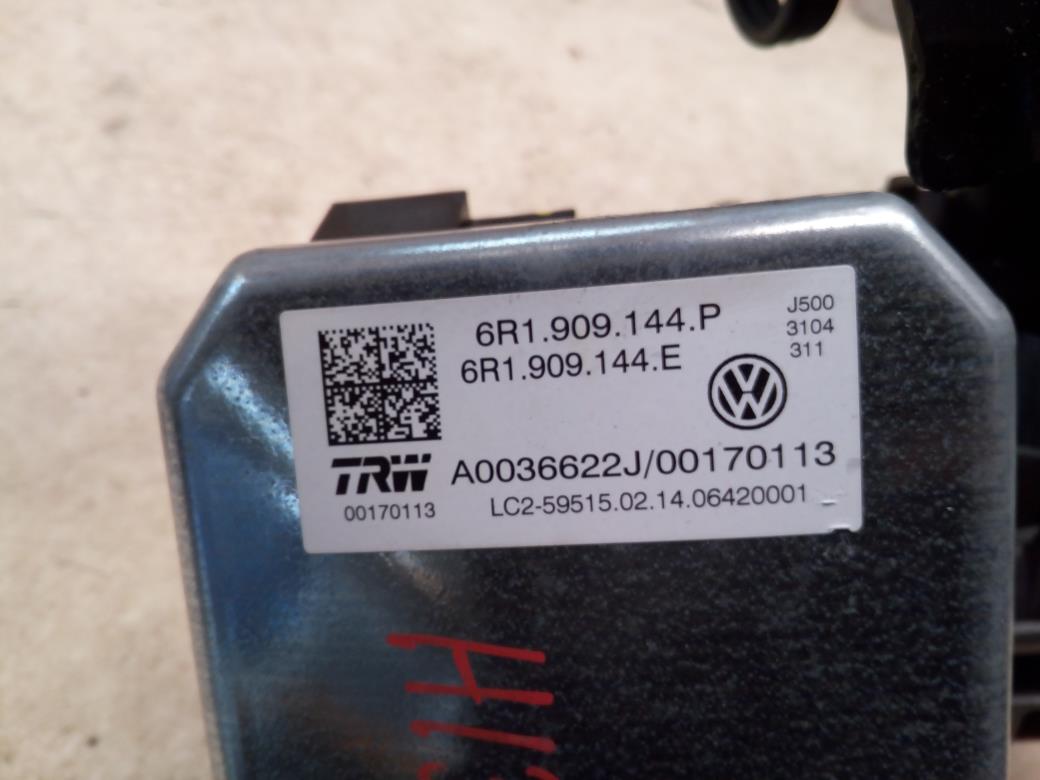 6R1.909.144.P
6R1.909.144.E
J500
3104
311
TRW
00170113
A0036622J/00170113
LC2-59515.02.14.06420001